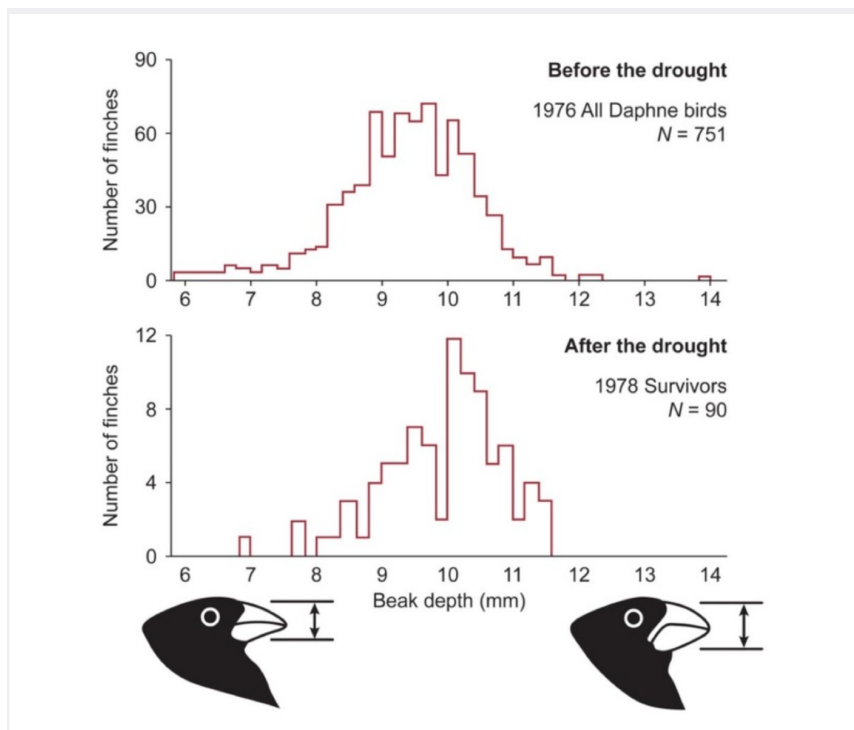 Before the drought
1976 All Daphne birds
N = 751
Number of finches
90
60
30
0
6 7 8 9 10 11 12 13 14
After the drought
1978 Survivors
N = 90
Number of finches
12
8
4
0
6 7 8 9 10 11 12 13 14
Beak depth (mm)